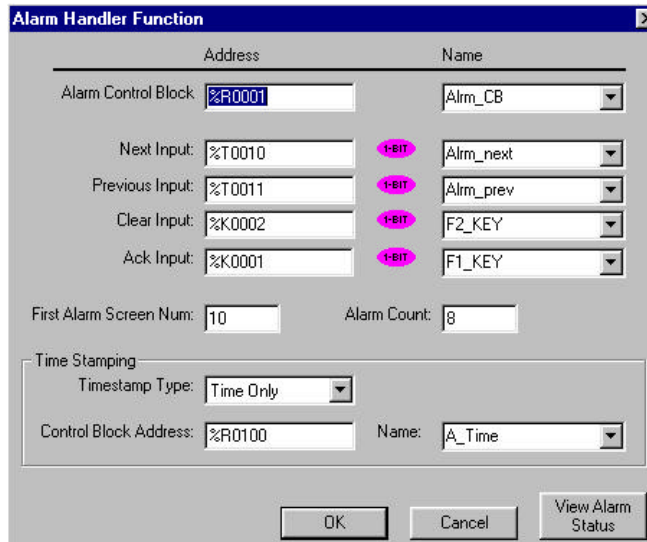 Alarm Handler Function
Address Name
Alarm Control Block %R0001 Alrm_CB
Next Input: %T0010 1-BIT Alrm_next
Previous Input: %T0011 1-BIT Alrm_prev
Clear Input: %K0002 1-BIT F2_KEY
Ack Input: %K0001 1-BIT F1_KEY
First Alarm Screen Num: 10 Alarm Count: 8
Time Stamping
Timestamp Type: Time Only
Control Block Address: %R0100 Name: A_Time
OK Cancel View Alarm Status